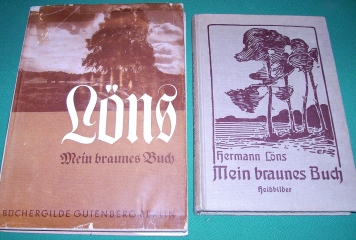 Löns
Mein braunes Buch
BÜCHERGILDE GUTENBERG BERLIN
Hermann Löns
Mein braunes Buch
Haidbilder